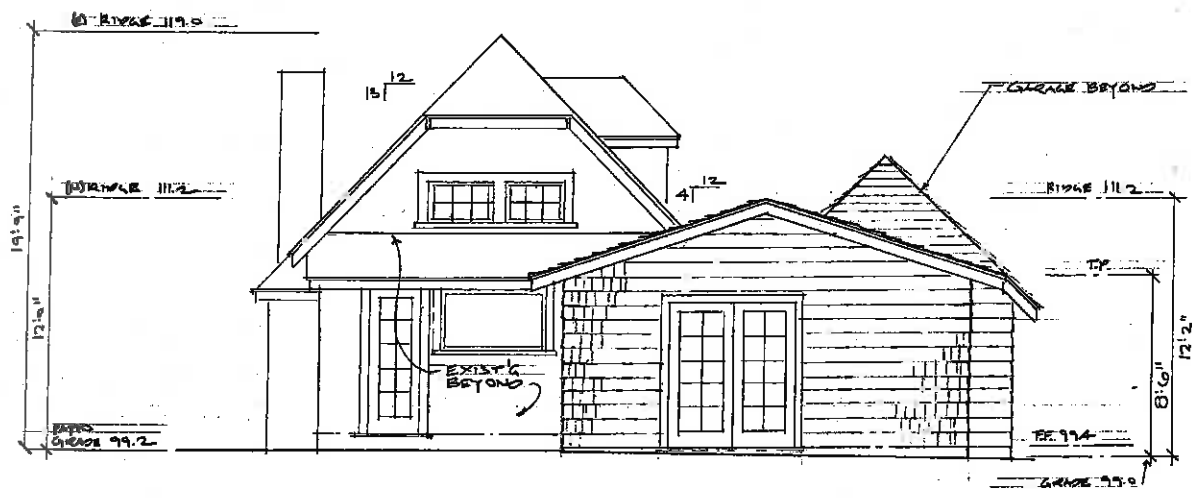 (E) RIDGE 119.0
12
13
GARAGE BEYOND
12
4
RIDGE 111.2
RIDGE 111.2
19'-9"
12'-0"
T.P.
12'2"
8'6"
EXIST'G
BEYOND
GRADE 99.2
F.F. 99.4
GRADE 99.0